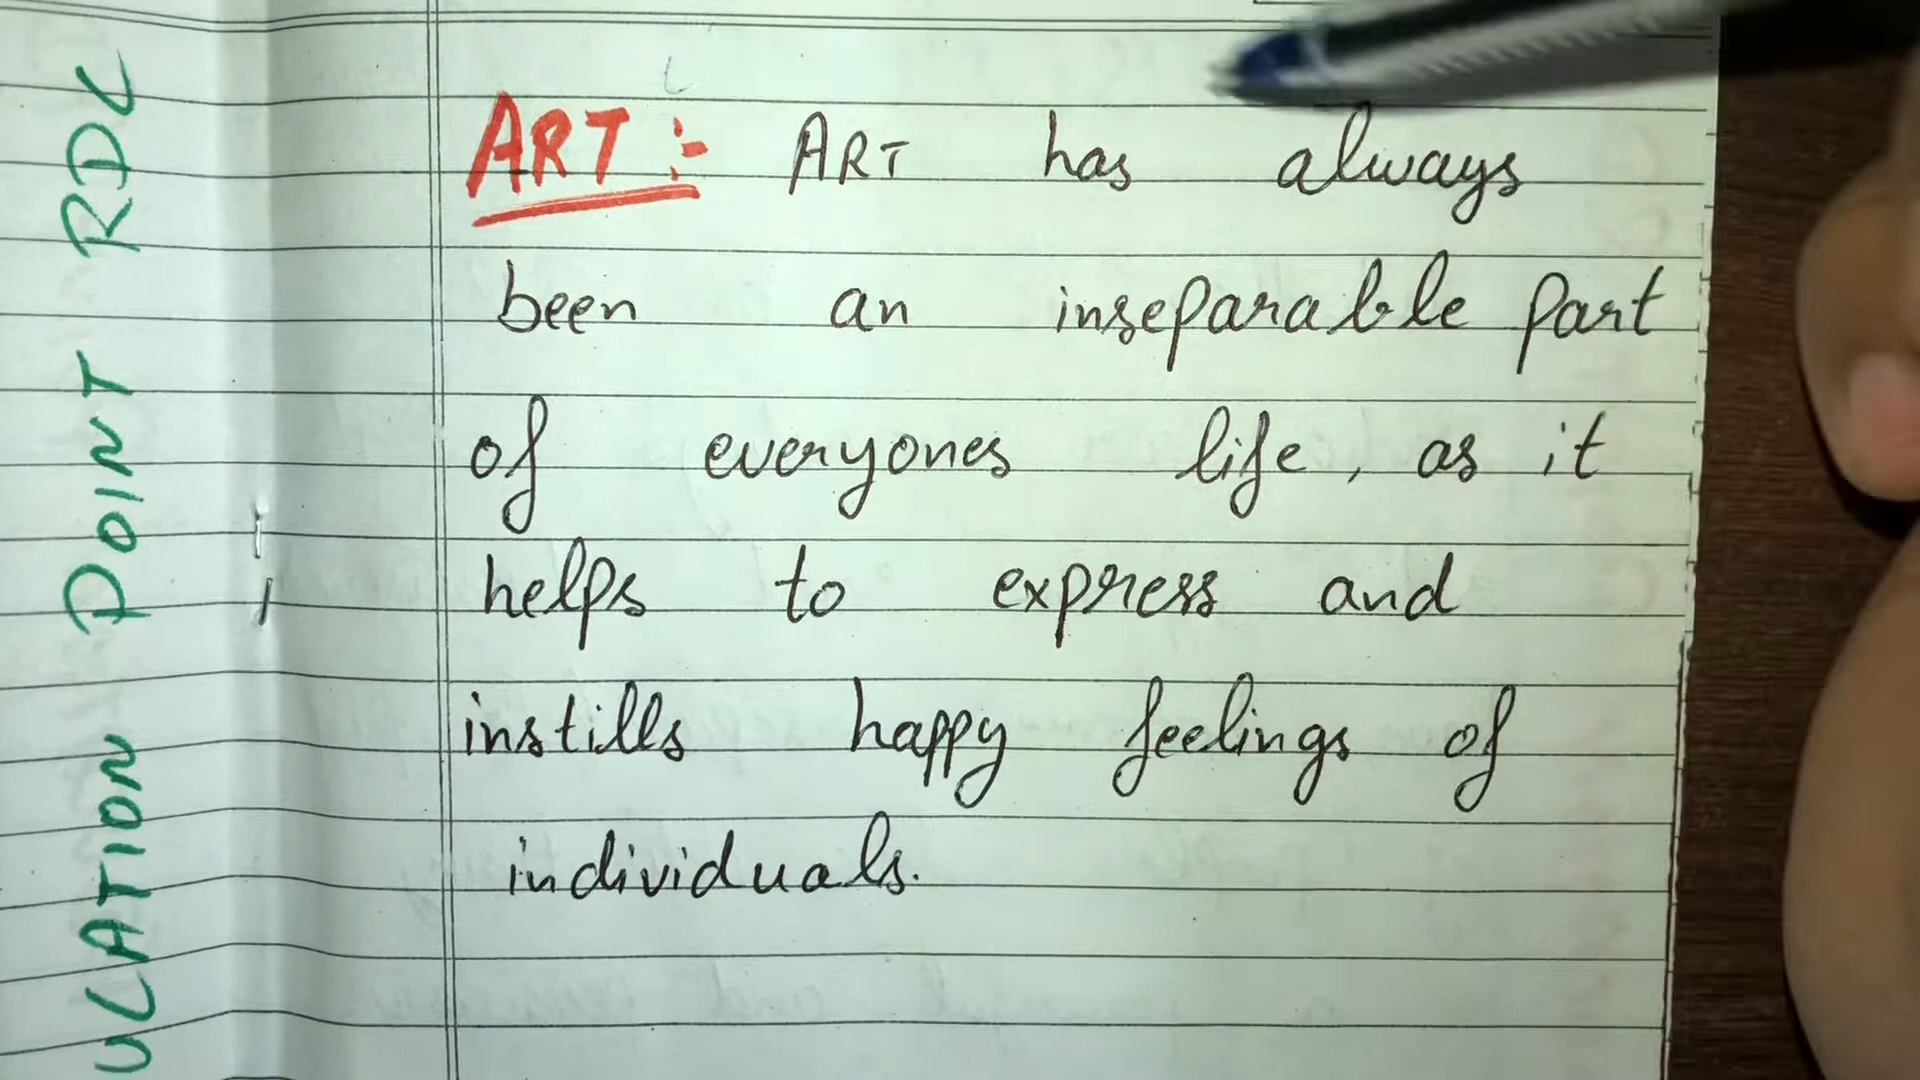 ART :- ART has always
been an inseparable part
of everyones life, as it
helps to express and
instills happy feelings of
individuals.
UCATION POINT RDC